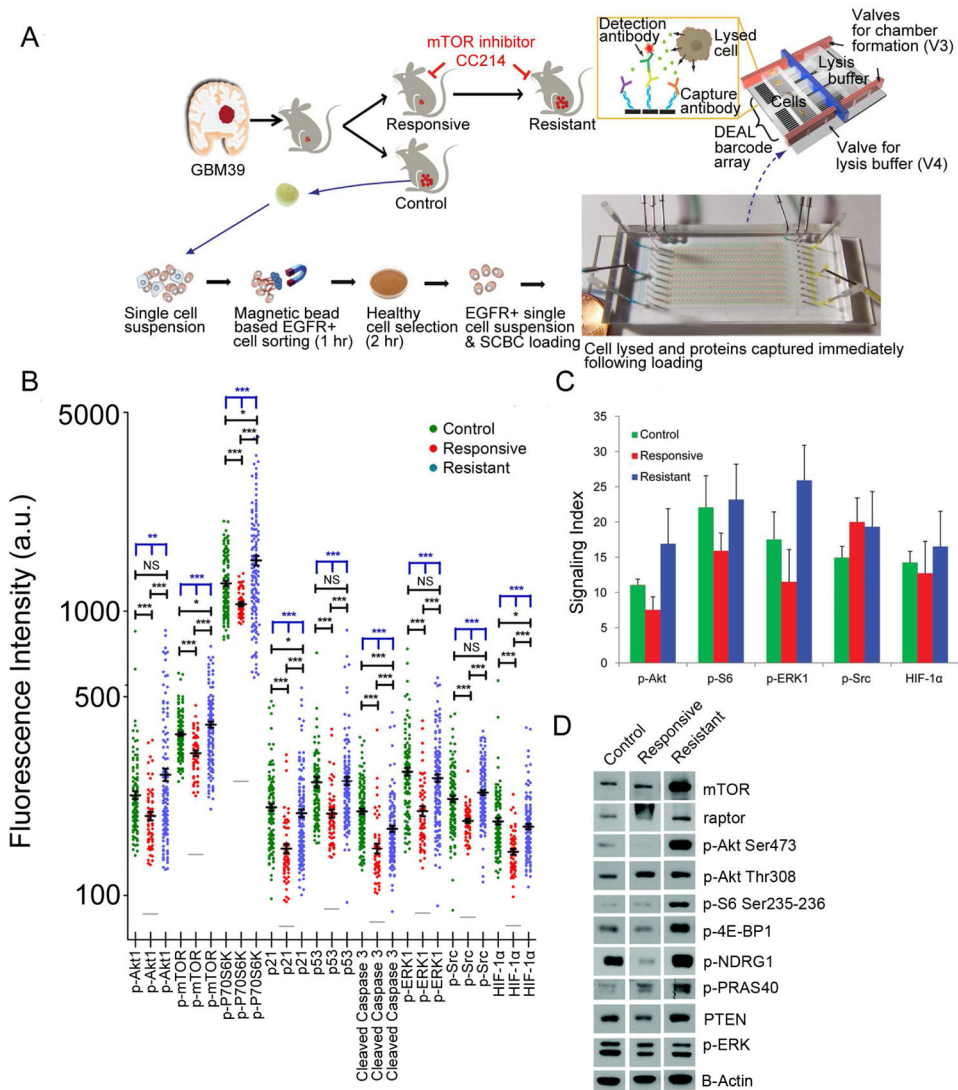 A
mTOR inhibitor
CC214
GBM39
Responsive
Resistant
Control
Detection
antibody
Lysed
cell
Capture
antibody
Valves
for chamber
formation (V3)
Lysis
buffer
Cells
DEAL
barcode
array
Valve for
lysis buffer (V4)
Single cell
suspension
Magnetic bead
based EGFR+
cell sorting (1 hr)
Healthy
cell selection
(2 hr)
EGFR+ single
cell suspension
& SCBC loading
Cell lysed and proteins captured immediately
following loading
B
Fluorescence Intensity (a.u.)
5000
1000
500
100
Control
Responsive
Resistant
** NS *** ***
*** * *** ***
*** * *** ***
*** * *** ***
*** NS *** ***
*** *** *** ***
*** NS *** ***
*** NS *** ***
*** * *** ***
p-Akt1
p-Akt1
p-Akt1
p-mTOR
p-mTOR
p-mTOR
p-P70S6K
p-P70S6K
p-P70S6K
p21
p21
p21
p53
p53
p53
Cleaved Caspase 3
Cleaved Caspase 3
Cleaved Caspase 3
p-ERK1
p-ERK1
p-ERK1
p-Src
p-Src
p-Src
HIF-1α
HIF-1α
HIF-1α
C
Signaling Index
35
30
25
20
15
10
5
0
Control
Responsive
Resistant
p-Akt
p-S6
p-ERK1
p-Src
HIF-1α
D
Control
Responsive
Resistant
mTOR
raptor
p-Akt Ser473
p-Akt Thr308
p-S6 Ser235-236
p-4E-BP1
p-NDRG1
p-PRAS40
PTEN
p-ERK
B-Actin